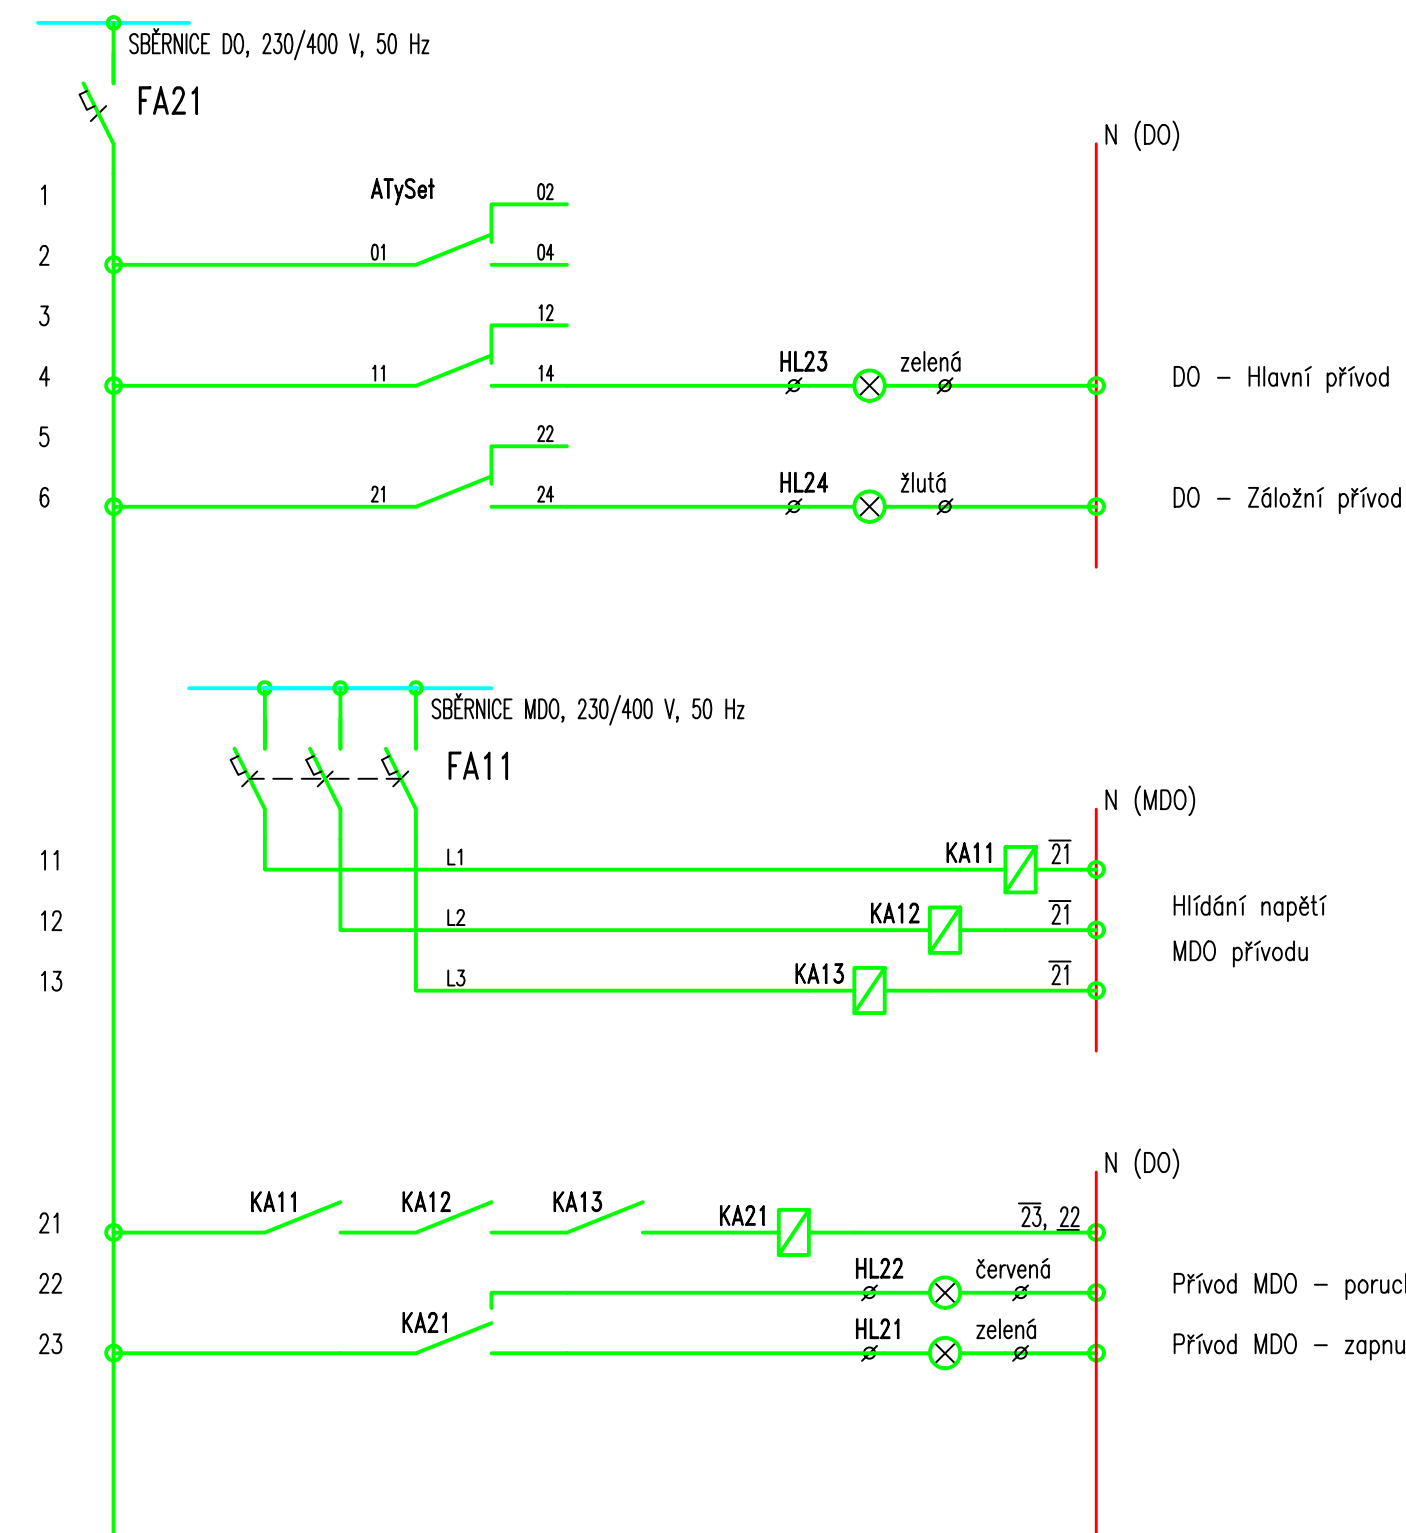 SBĚRNICE DO, 230/400 V, 50 Hz
FA21
N (DO)
1
ATySet
02
2
01
04
3
12
4
11
14
HL23
zelená
DO – Hlavní přívod
5
22
6
21
24
HL24
žlutá
DO – Záložní přívod
SBĚRNICE MDO, 230/400 V, 50 Hz
FA11
N (MDO)
11
L1
KA11
21
12
L2
KA12
21
Hlídání napětí
MDO přívodu
13
L3
KA13
21
N (DO)
21
KA11
KA12
KA13
KA21
23, 22
22
HL22
červená
Přívod MDO – poruch
23
KA21
HL21
zelená
Přívod MDO – zapnu